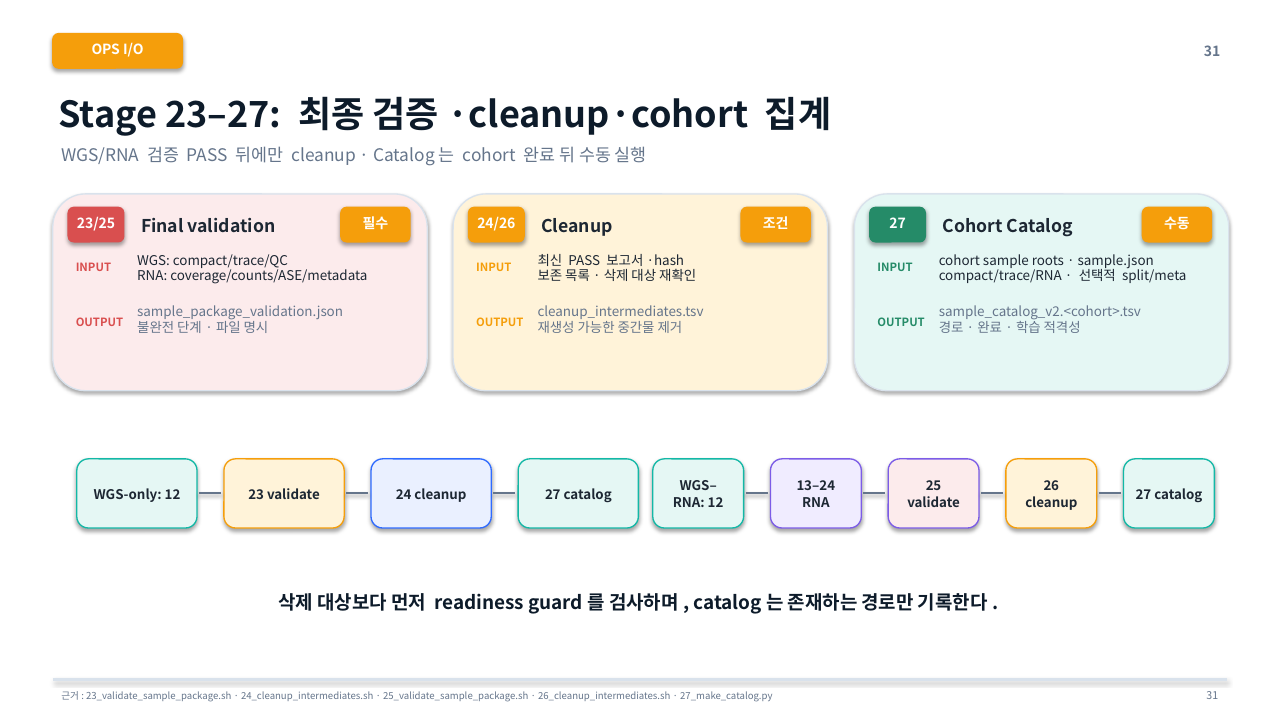 OPS I/O
31
Stage 23–27: 최종 검증 ·cleanup·cohort 집계
WGS/RNA 검증 PASS 뒤에만 cleanup · Catalog는 cohort 완료 뒤 수동 실행
23/25
Final validation
필수
INPUT
WGS: compact/trace/QC
RNA: coverage/counts/ASE/metadata
OUTPUT
sample_package_validation.json
불완전 단계 · 파일 명시
24/26
Cleanup
조건
INPUT
최신 PASS 보고서 ·hash
보존 목록 · 삭제 대상 재확인
OUTPUT
cleanup_intermediates.tsv
재생성 가능한 중간물 제거
27
Cohort Catalog
수동
INPUT
cohort sample roots · sample.json
compact/trace/RNA · 선택적 split/meta
OUTPUT
sample_catalog_v2.<cohort>.tsv
경로 · 완료 · 학습 적격성
WGS-only: 12
23 validate
24 cleanup
27 catalog
WGS–
RNA: 12
13–24
RNA
25
validate
26
cleanup
27 catalog
삭제 대상보다 먼저 readiness guard 를 검사하며 , catalog 는 존재하는 경로만 기록한다 .
근거 : 23_validate_sample_package.sh · 24_cleanup_intermediates.sh · 25_validate_sample_package.sh · 26_cleanup_intermediates.sh · 27_make_catalog.py
31